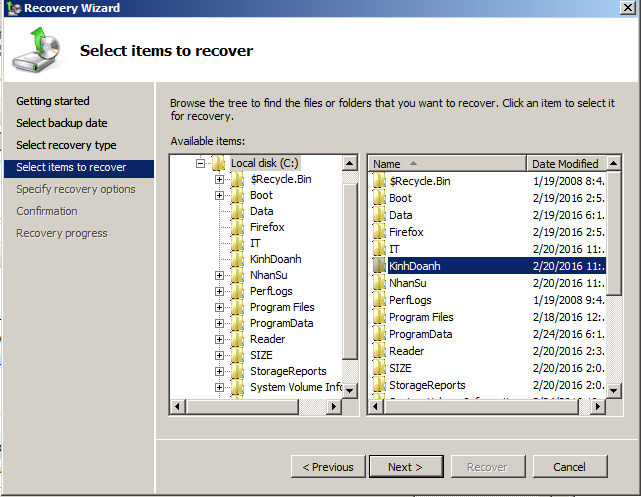 Recovery Wizard
Select items to recover
Getting started
Select backup date
Select recovery type
Select items to recover
Specify recovery options
Confirmation
Recovery progress
Browse the tree to find the files or folders that you want to recover. Click an item to select it
for recovery.
Available items:
Local disk (C:)
$Recycle.Bin
Boot
Data
Firefox
IT
KinhDoanh
NhanSu
PerfLogs
Program Files
ProgramData
Reader
SIZE
StorageReports
System Volume Info
Name Date Modified
$Recycle.Bin 1/19/2008 8:4...
Boot 2/19/2016 2:5...
Data 2/19/2016 6:1...
Firefox 2/19/2016 2:5...
IT 2/20/2016 11:...
KinhDoanh 2/20/2016 11:...
NhanSu 2/20/2016 11:...
PerfLogs 1/19/2008 9:4...
Program Files 2/18/2016 12:...
ProgramData 2/24/2016 6:1...
Reader 2/20/2016 2:3...
SIZE 2/20/2016 2:0...
StorageReports 2/20/2016 2:0...
< Previous
Next >
Recover
Cancel